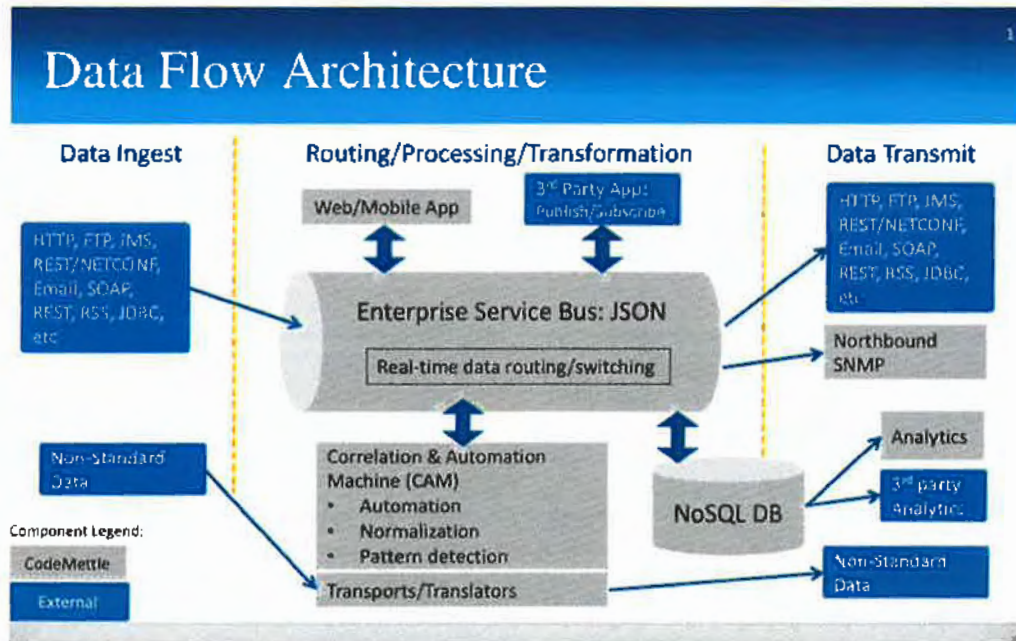 1
Data Flow Architecture
Data Ingest
Routing/Processing/Transformation
Data Transmit
HTTP, FTP, JMS,
REST/NETCONF,
Email, SOAP,
REST, RSS, JDBC,
etc
Web/Mobile App
3rd Party App:
Publish/Subscribe
Enterprise Service Bus: JSON
Real-time data routing/switching
HTTP, FTP, JMS,
REST/NETCONF,
Email, SOAP,
REST, RSS, JDBC,
etc
Northbound
SNMP
Non-Standard
Data
Correlation & Automation
Machine (CAM)
• Automation
• Normalization
• Pattern detection
Transports/Translators
NoSQL DB
Analytics
3rd party
Analytics
Non-Standard
Data
Component Legend:
CodeMettle
External